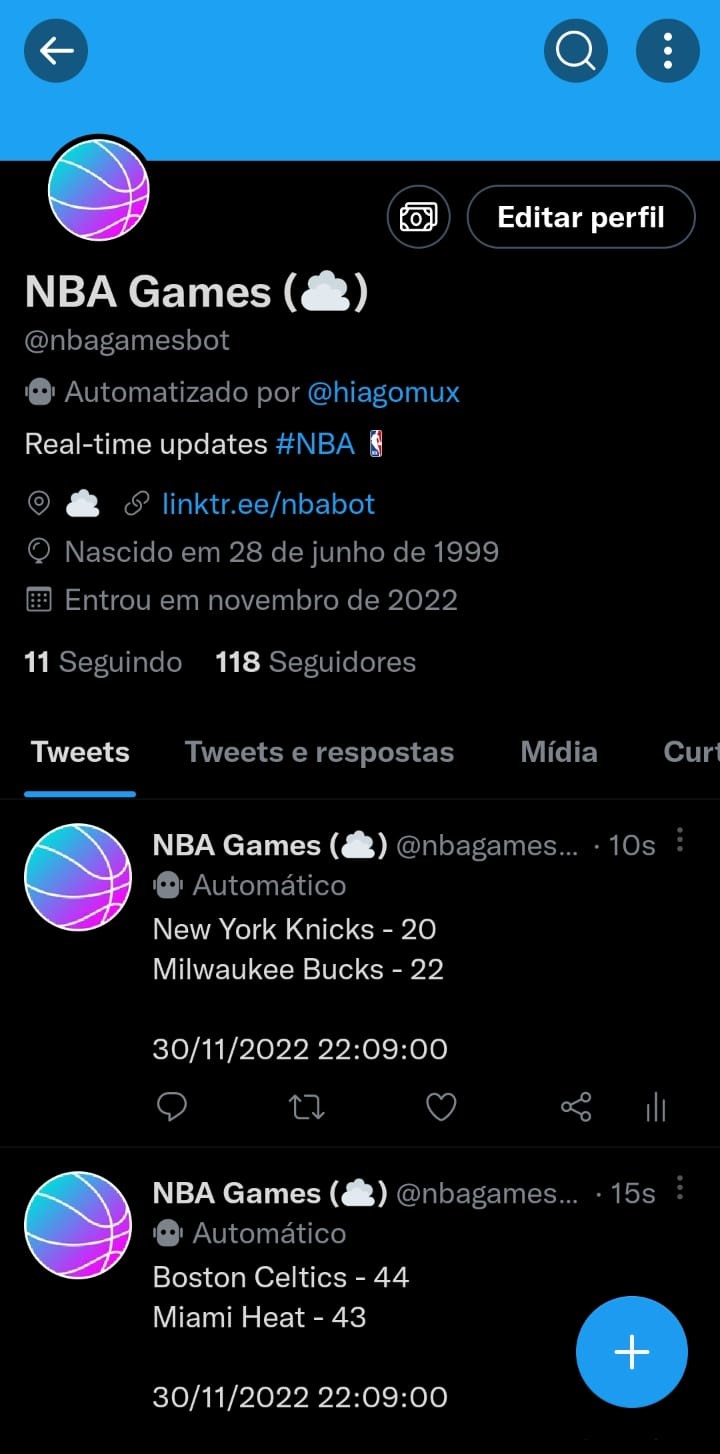 Editar perfil
NBA Games (☁️)
@nbagamesbot
Automatizado por @hiagomux
Real-time updates #NBA
☁️ linktr.ee/nbabot
Nascido em 28 de junho de 1999
Entrou em novembro de 2022
11 Seguindo 118 Seguidores
Tweets Tweets e respostas Mídia Curt
NBA Games (☁️) @nbagames... · 10s
Automático
New York Knicks - 20
Milwaukee Bucks - 22
30/11/2022 22:09:00
NBA Games (☁️) @nbagames... · 15s
Automático
Boston Celtics - 44
Miami Heat - 43
30/11/2022 22:09:00